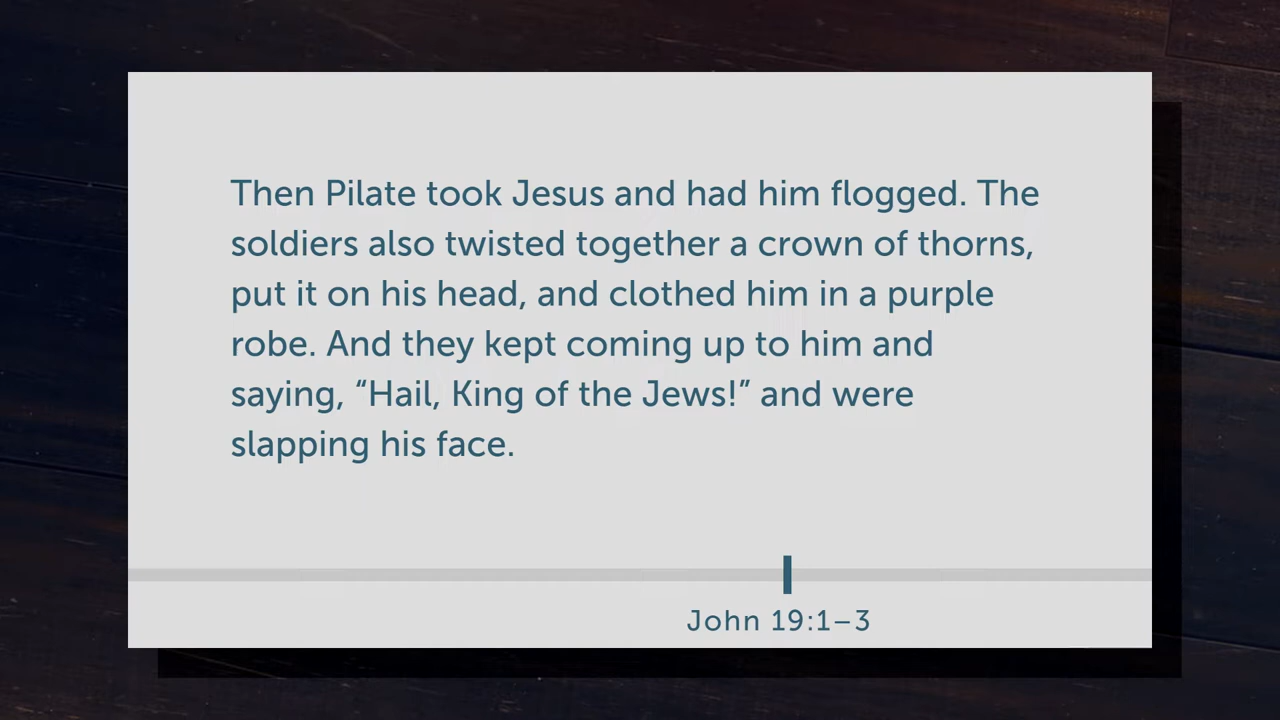 Then Pilate took Jesus and had him flogged. The
soldiers also twisted together a crown of thorns,
put it on his head, and clothed him in a purple
robe. And they kept coming up to him and
saying, “Hail, King of the Jews!” and were
slapping his face.
John 19:1–3